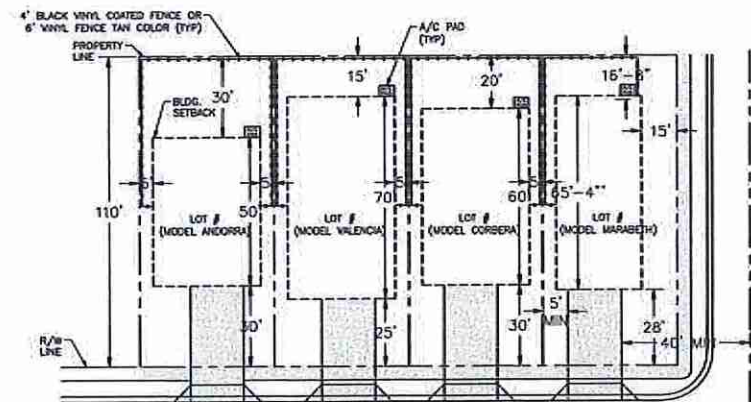 4' BLACK VINYL COATED FENCE OR
6' VINYL FENCE TAN COLOR (TYP)
PROPERTY
LINE
A/C PAD
(TYP)
30'
15'
20'
16'-8"
BLDG.
SETBACK
15'
5'
5'
5'
5'
110'
50'
70'
60'
65'-4"
LOT #
(MODEL ANDORRA)
LOT #
(MODEL VALENCIA)
LOT #
(MODEL CORBERA)
LOT #
(MODEL MARABETH)
30'
25'
30'
5'
MIN
28'
40' MIN
R/W
LINE